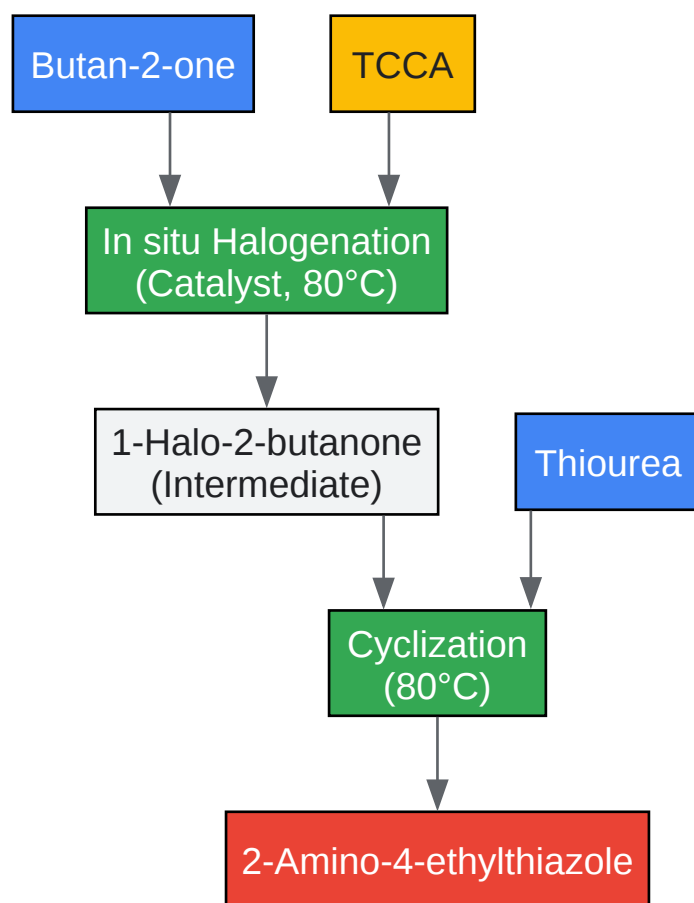 Butan-2-one
TCCA
In situ Halogenation
(Catalyst, 80°C)
1-Halo-2-butanone
(Intermediate)
Thiourea
Cyclization
(80°C)
2-Amino-4-ethylthiazole